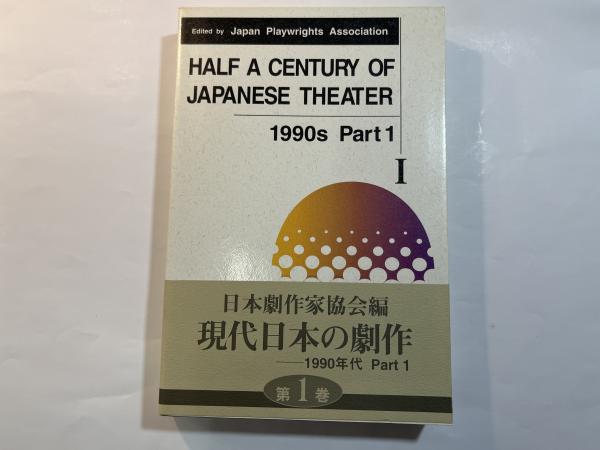 Edited by Japan Playwrights Association
HALF A CENTURY OF
JAPANESE THEATER
1990s Part 1
I
日本劇作家協会編
現代日本の劇作
——1990年代 Part 1
第1巻